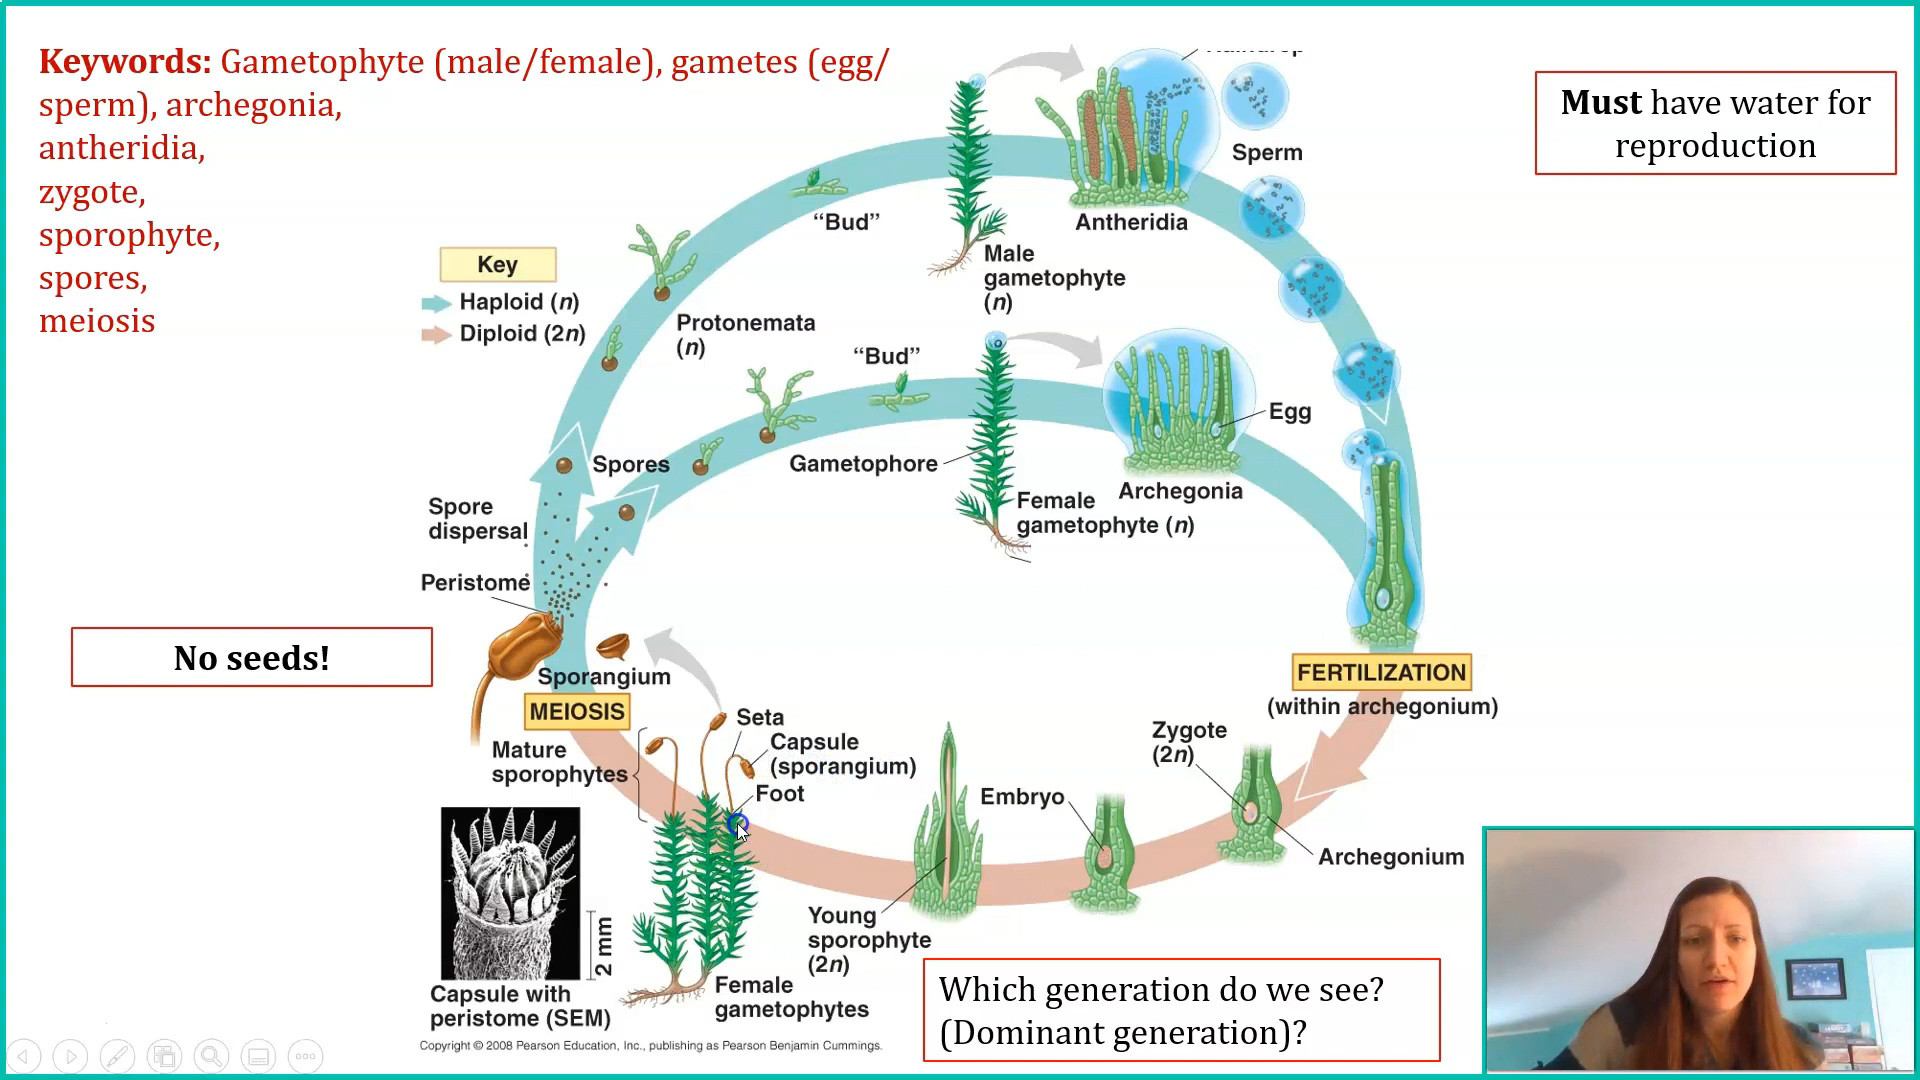 Keywords: Gametophyte (male/female), gametes (egg/
sperm), archegonia,
antheridia,
zygote,
sporophyte,
spores,
meiosis
Must have water for
reproduction
Sperm
"Bud"
Antheridia
Key
Haploid (n)
Diploid (2n)
Male
gametophyte
(n)
Protonemata
(n)
"Bud"
Egg
Spores
Gametophore
Archegonia
Female
gametophyte (n)
Spore
dispersal
Peristome
No seeds!
Sporangium
MEIOSIS
FERTILIZATION
(within archegonium)
Seta
Capsule
(sporangium)
Foot
Mature
sporophytes
Zygote
(2n)
Embryo
Archegonium
Young
sporophyte
(2n)
2 mm
Female
gametophytes
Capsule with
peristome (SEM)
Which generation do we see?
(Dominant generation)?
Copyright © 2008 Pearson Education, Inc., publishing as Pearson Benjamin Cummings.